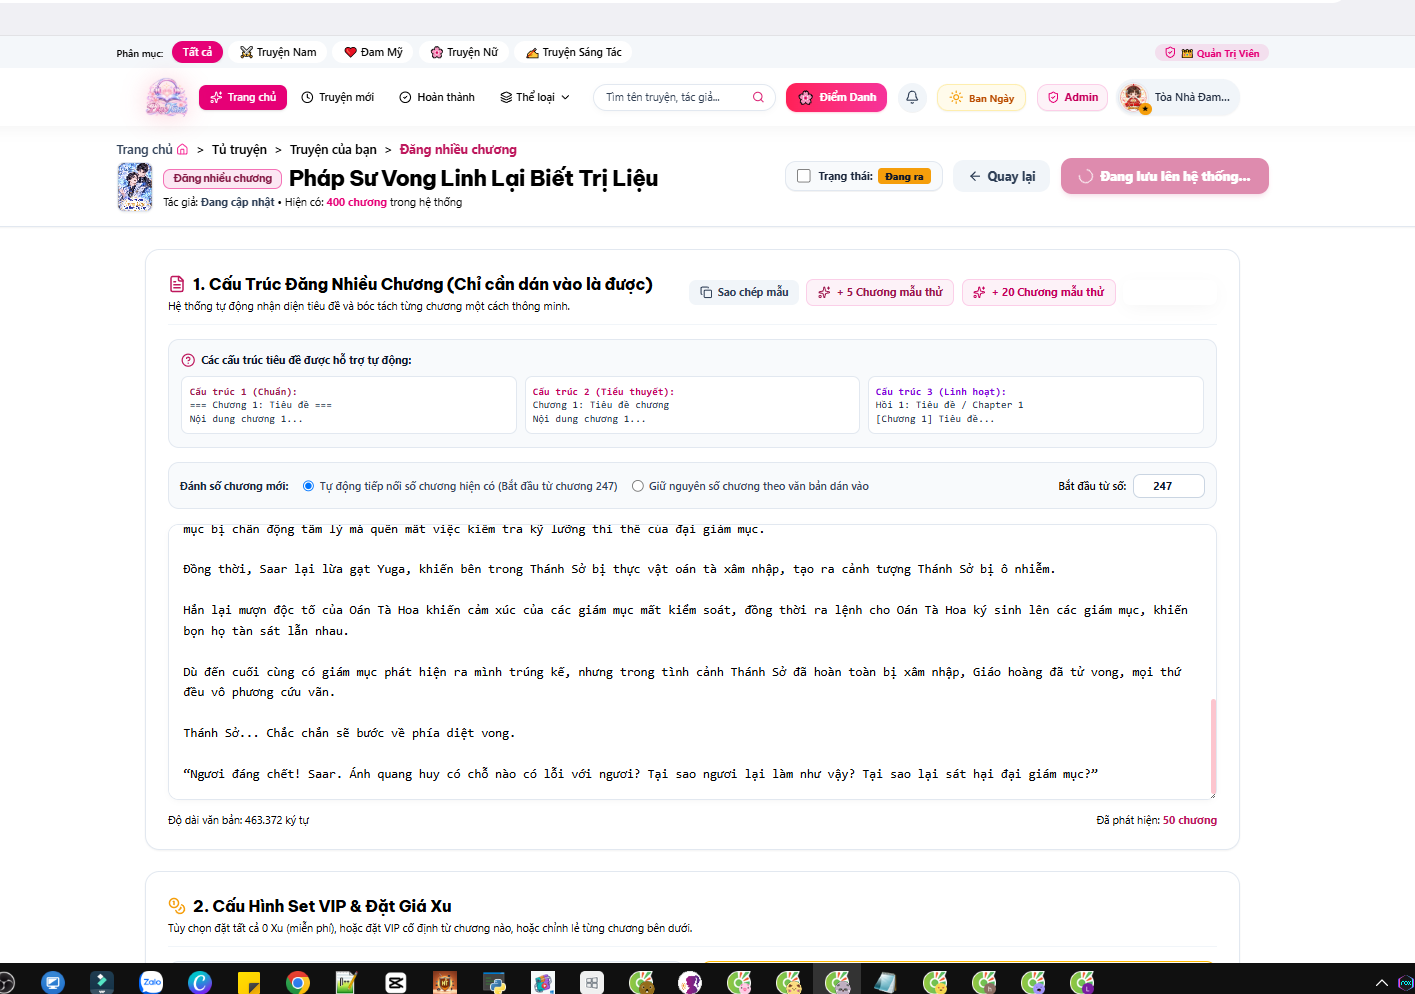 Phân mục:
Tất cả
Truyện Nam
Đam Mỹ
Truyện Nữ
Truyện Sáng Tác
Quản Trị Viên
Trang chủ
Truyện mới
Hoàn thành
Thể loại
Tìm tên truyện, tác giả...
Điểm Danh
Ban Ngày
Admin
Tòa Nhà Đam...
Trang chủ > Tủ truyện > Truyện của bạn > Đăng nhiều chương
Đăng nhiều chương
Pháp Sư Vong Linh Lại Biết Trị Liệu
Tác giả: Đang cập nhật • Hiện có: 400 chương trong hệ thống
Trạng thái: Đang ra
Quay lại
Đang lưu lên hệ thống...
1. Cấu Trúc Đăng Nhiều Chương (Chỉ cần dán vào là được)
Hệ thống tự động nhận diện tiêu đề và bóc tách từng chương một cách thông minh.
Sao chép mẫu
+ 5 Chương mẫu thử
+ 20 Chương mẫu thử
Các cấu trúc tiêu đề được hỗ trợ tự động:
Cấu trúc 1 (Chuẩn):
=== Chương 1: Tiêu đề ===
Nội dung chương 1...
Cấu trúc 2 (Tiểu thuyết):
Chương 1: Tiêu đề chương
Nội dung chương 1...
Cấu trúc 3 (Linh hoạt):
Hồi 1: Tiêu đề / Chapter 1
[Chương 1] Tiêu đề...
Đánh số chương mới:
Tự động tiếp nối số chương hiện có (Bắt đầu từ chương 247)
Giữ nguyên số chương theo văn bản dán vào
Bắt đầu từ số:
247
mục bị chấn động tâm lý mà quên mất việc kiểm tra kỹ lưỡng thi thể của đại giám mục.
Đồng thời, Saar lại lừa gạt Yuga, khiến bên trong Thánh Sở bị thực vật oán tà xâm nhập, tạo ra cảnh tượng Thánh Sở bị ô nhiễm.
Hắn lại mượn độc tố của Oán Tà Hoa khiến cảm xúc của các giám mục mất kiểm soát, đồng thời ra lệnh cho Oán Tà Hoa ký sinh lên các giám mục, khiến
bọn họ tàn sát lẫn nhau.
Dù đến cuối cùng có giám mục phát hiện ra mình trúng kế, nhưng trong tình cảnh Thánh Sở đã hoàn toàn bị xâm nhập, Giáo hoàng đã tử vong, mọi thứ
đều vô phương cứu vãn.
Thánh Sở... Chắc chắn sẽ bước về phía diệt vong.
“Ngươi đáng chết! Saar. Ánh quang huy có chỗ nào có lỗi với ngươi? Tại sao ngươi lại làm như vậy? Tại sao lại sát hại đại giám mục?”
Độ dài văn bản: 463.372 ký tự
Đã phát hiện: 50 chương
2. Cấu Hình Set VIP & Đặt Giá Xu
Tùy chọn đặt tất cả 0 Xu (miễn phí), hoặc đặt VIP cố định từ chương nào, hoặc chỉnh lẻ từng chương bên dưới.
Zalo